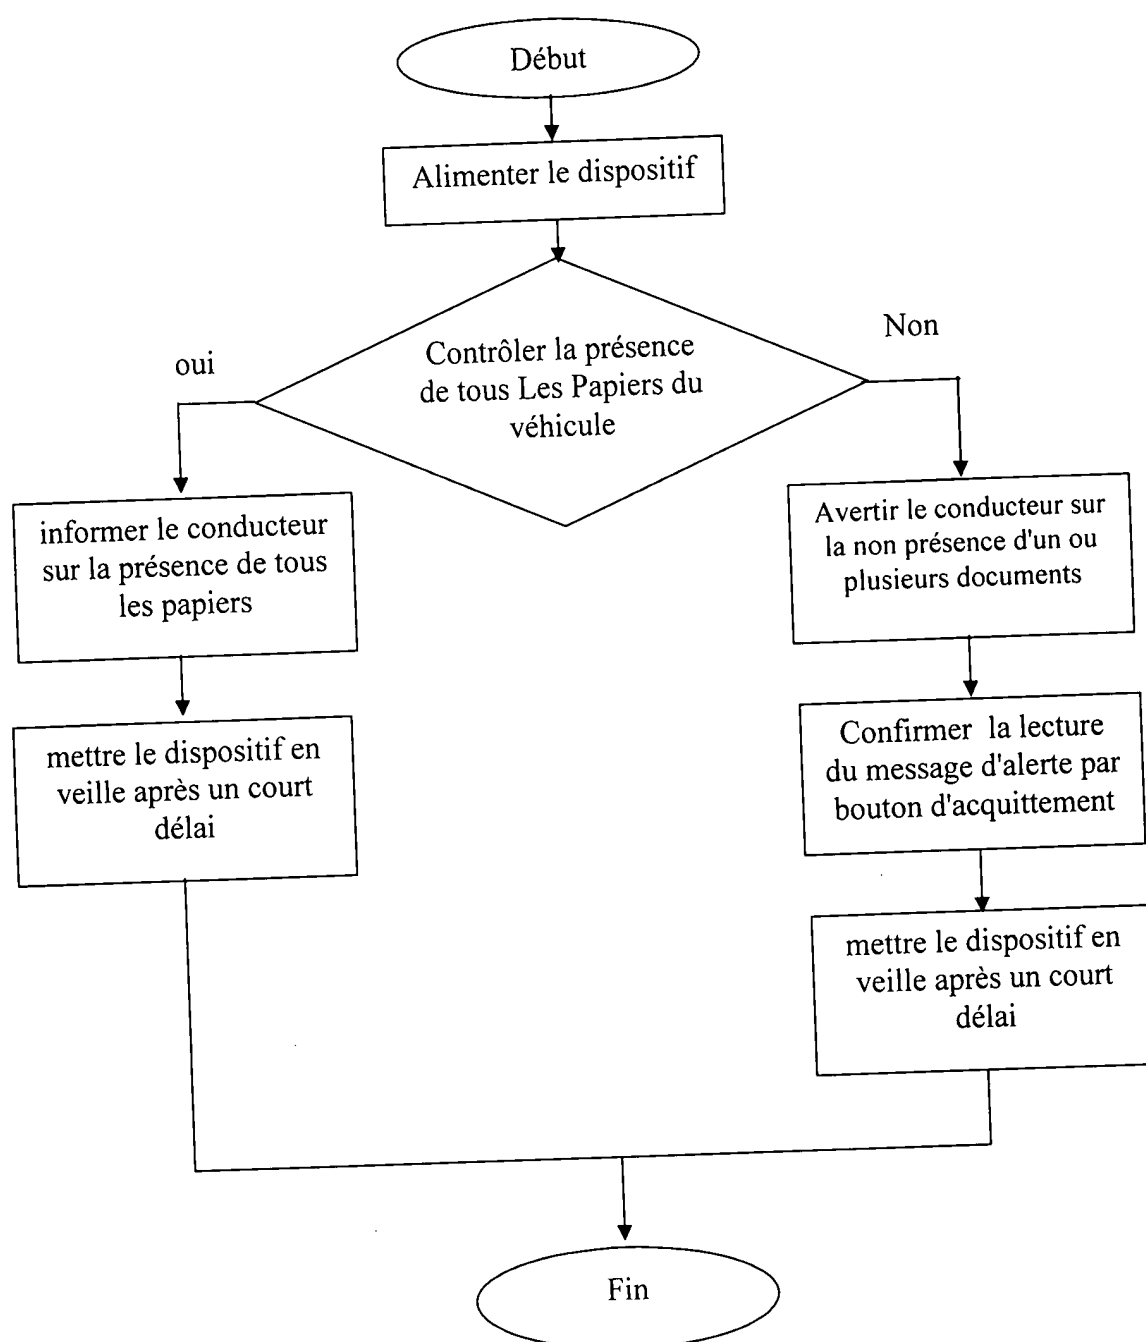 Début
Alimenter le dispositif
Contrôler la présence
de tous Les Papiers du
véhicule
oui
Non
informer le conducteur
sur la présence de tous
les papiers
mettre le dispositif en
veille après un court
délai
Avertir le conducteur sur
la non présence d'un ou
plusieurs documents
Confirmer la lecture
du message d'alerte par
bouton d'acquittement
mettre le dispositif en
veille après un court
délai
Fin